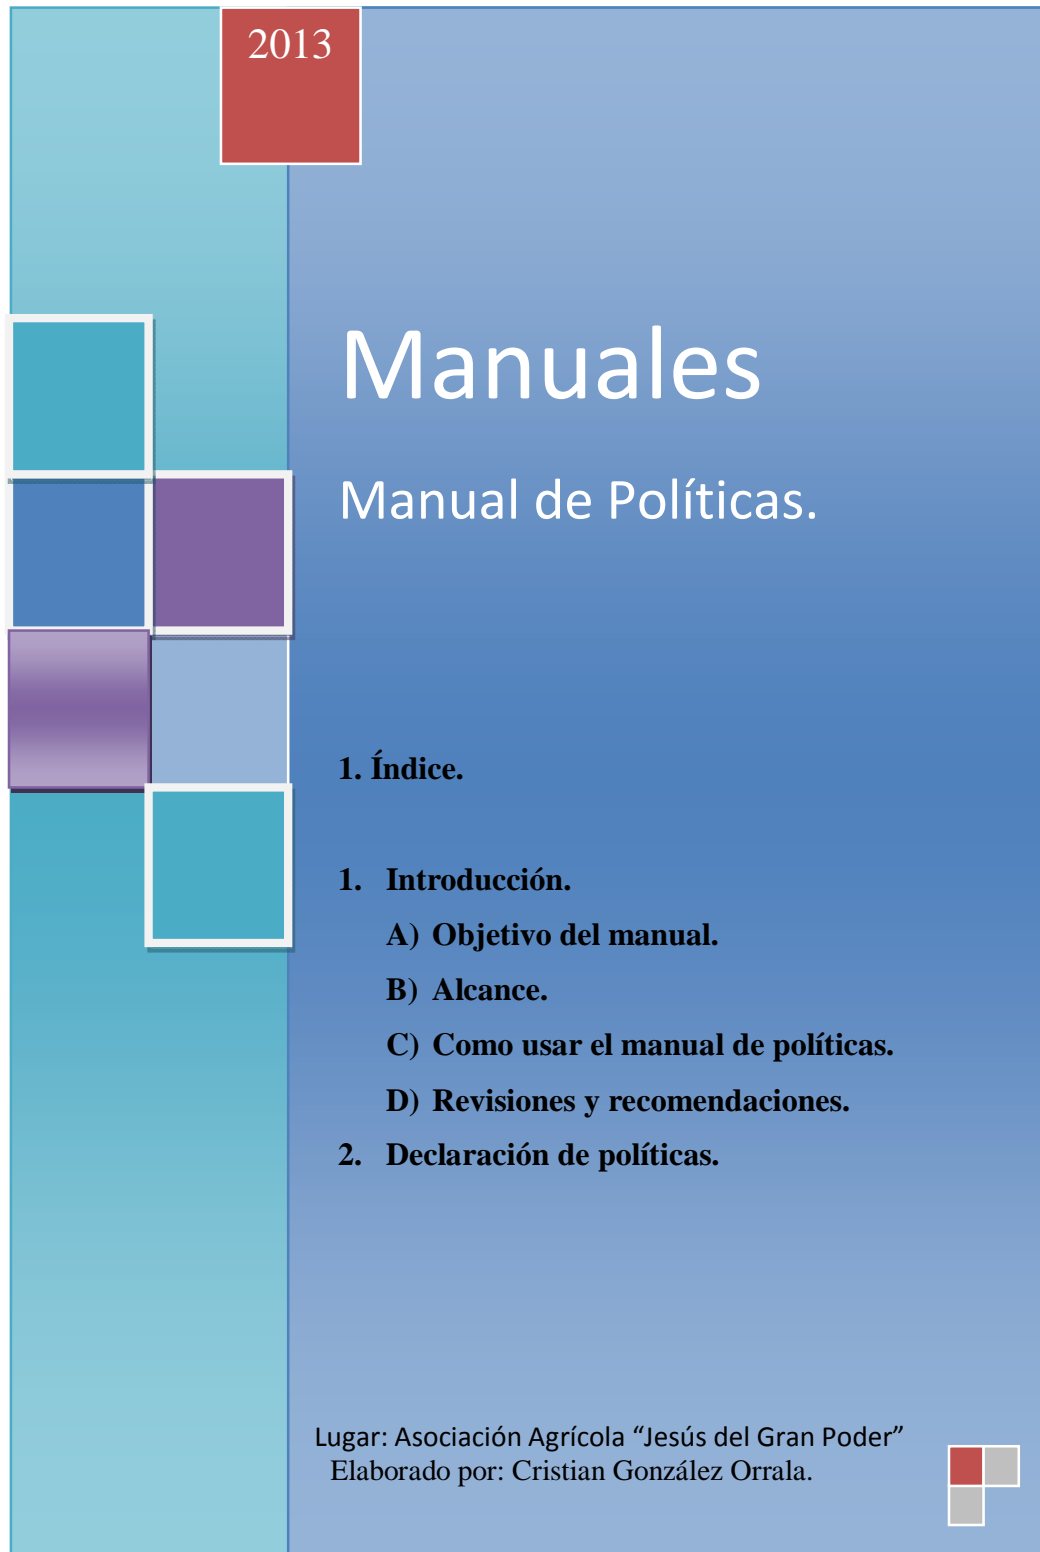 2013
Manuales
Manual de Políticas.
1. Índice.
1. Introducción.
A) Objetivo del manual.
B) Alcance.
C) Como usar el manual de políticas.
D) Revisiones y recomendaciones.
2. Declaración de políticas.
Lugar: Asociación Agrícola “Jesús del Gran Poder”
Elaborado por: Cristian González Orrala.